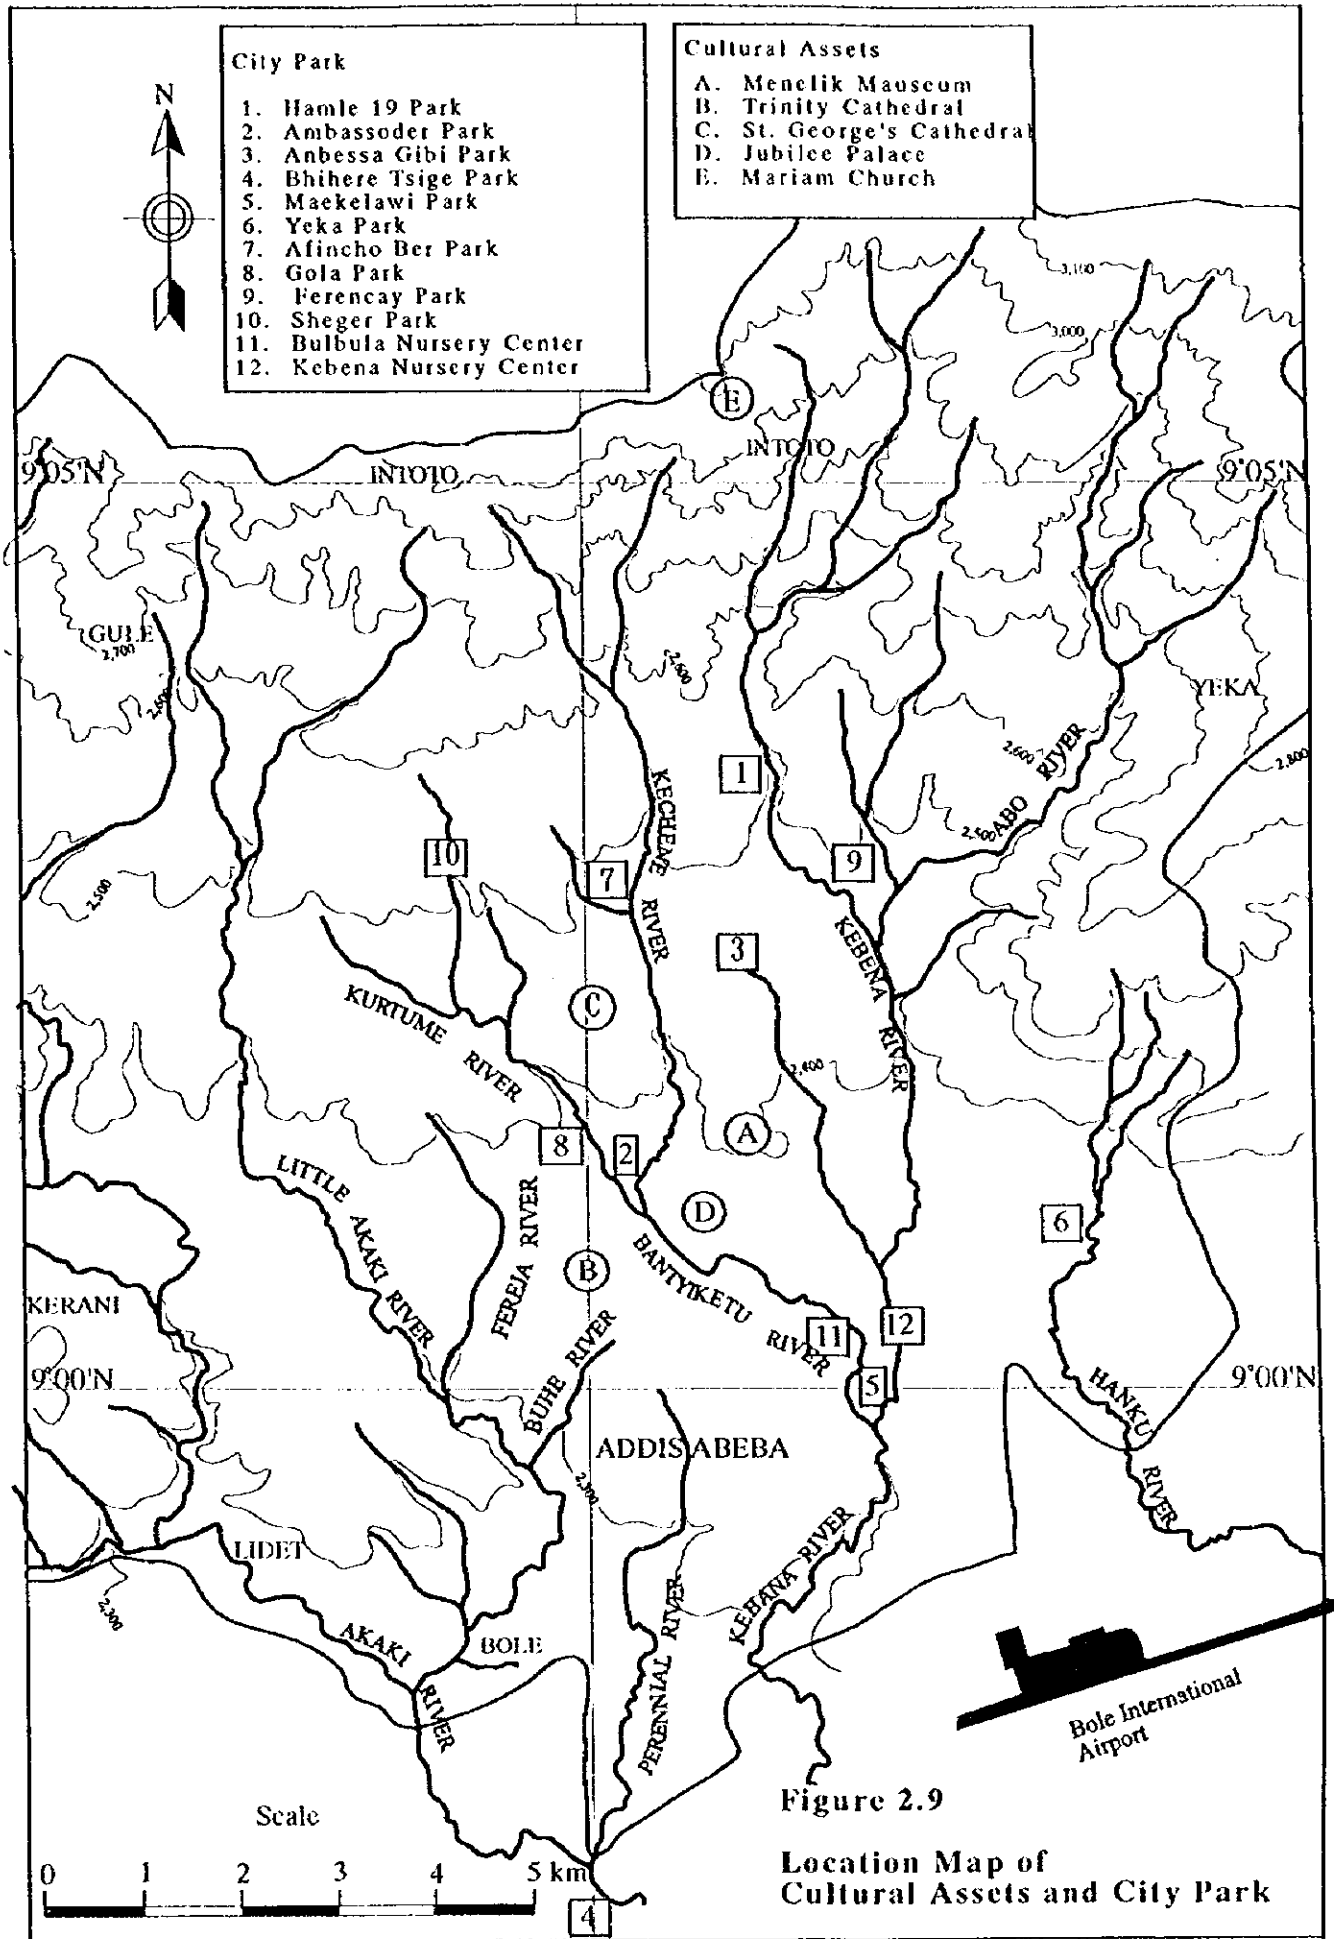 City Park
1. Hamle 19 Park
2. Ambassoder Park
3. Anbessa Gibi Park
4. Bhihere Tsige Park
5. Maekelawi Park
6. Yeka Park
7. Afincho Ber Park
8. Gola Park
9. Ferencay Park
10. Sheger Park
11. Bulbula Nursery Center
12. Kebena Nursery Center
Cultural Assets
A. Menelik Mauseum
B. Trinity Cathedral
C. St. George's Cathedral
D. Jubilee Palace
E. Mariam Church
N
3,100
3,000
E
INTOTO
INTOTO
9°05'N
9°05'N
GULE
2,700
2,600
2,600
YEKA
2,600
ABO RIVER
2,800
1
KECHENE RIVER
2,500
10
7
9
2,500
3
KEBENA RIVER
C
KURTUME RIVER
2,400
A
8
2
LITTLE AKAKI RIVER
FEREJA RIVER
D
6
B
BANTYIKETU RIVER
KERANI
BUHE RIVER
11
12
9°00'N
5
9°00'N
HANKU RIVER
ADDIS ABEBA
2,300
LIDET
KEHANA RIVER
2,300
AKAKI RIVER
BOLE
PERENNIAL RIVER
Bole International
Airport
Figure 2.9
Scale
Location Map of
Cultural Assets and City Park
0 1 2 3 4 5 km
4